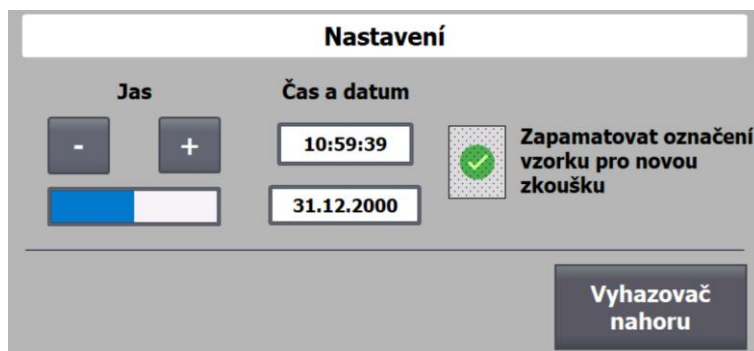 Nastavení
Jas
Čas a datum
-
+
10:59:39
31.12.2000
Zapamatovat označení
vzorku pro novou
zkoušku
Vyhazovač
nahoru